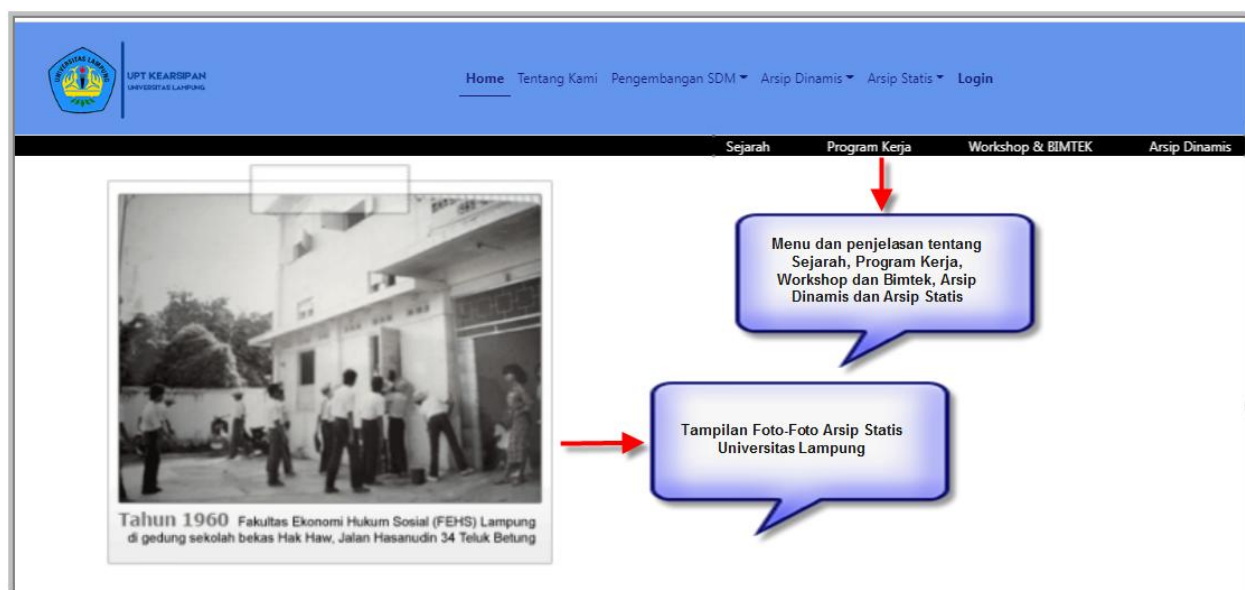 UNIVERSITAS LAMPUNG
UPT KEARSIPAN
UNIVERSITAS LAMPUNG
Home Tentang Kami Pengembangan SDM Arsip Dinamis Arsip Statis Login
Sejarah Program Kerja Workshop & BIMTEK Arsip Dinamis
Menu dan penjelasan tentang
Sejarah, Program Kerja,
Workshop dan Bimtek, Arsip
Dinamis dan Arsip Statis
Tampilan Foto-Foto Arsip Statis
Universitas Lampung
Tahun 1960 Fakultas Ekonomi Hukum Sosial (FEHS) Lampung
di gedung sekolah bekas Hak Haw, Jalan Hasanudin 34 Teluk Betung